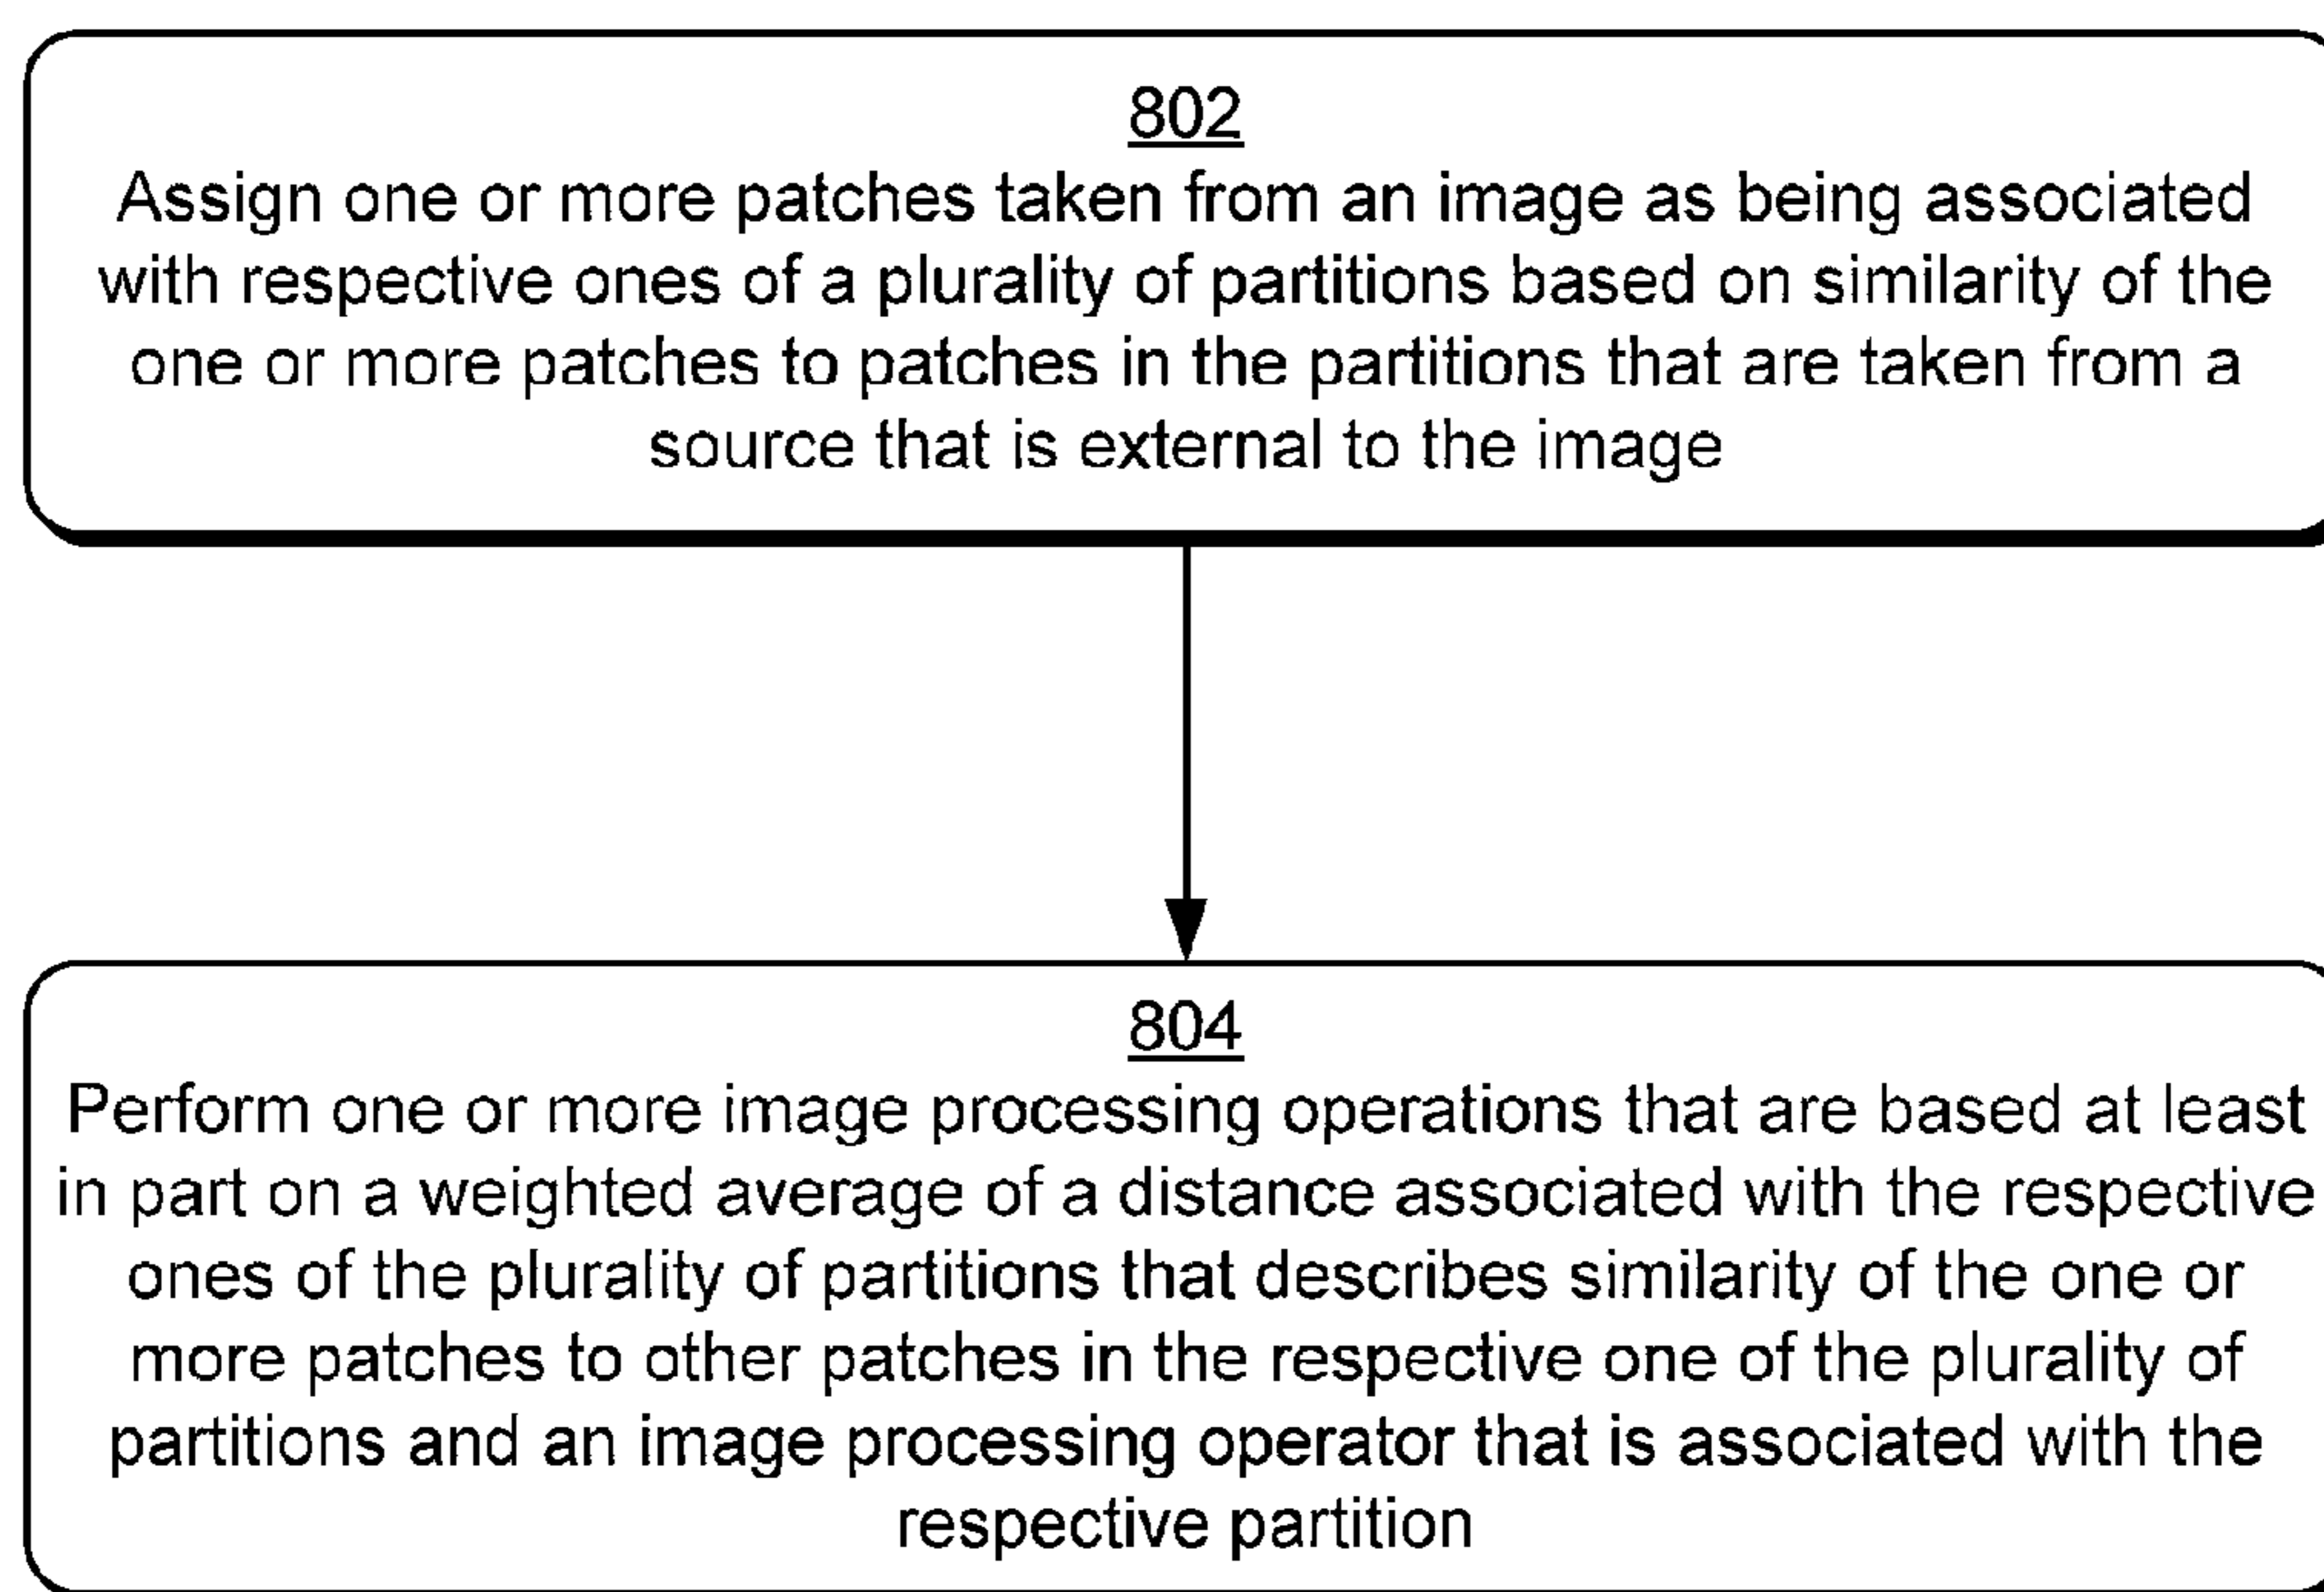 802
Assign one or more patches taken from an image as being associated
with respective ones of a plurality of partitions based on similarity of the
one or more patches to patches in the partitions that are taken from a
source that is external to the image
804
Perform one or more image processing operations that are based at least
in part on a weighted average of a distance associated with the respective
ones of the plurality of partitions that describes similarity of the one or
more patches to other patches in the respective one of the plurality of
partitions and an image processing operator that is associated with the
respective partition